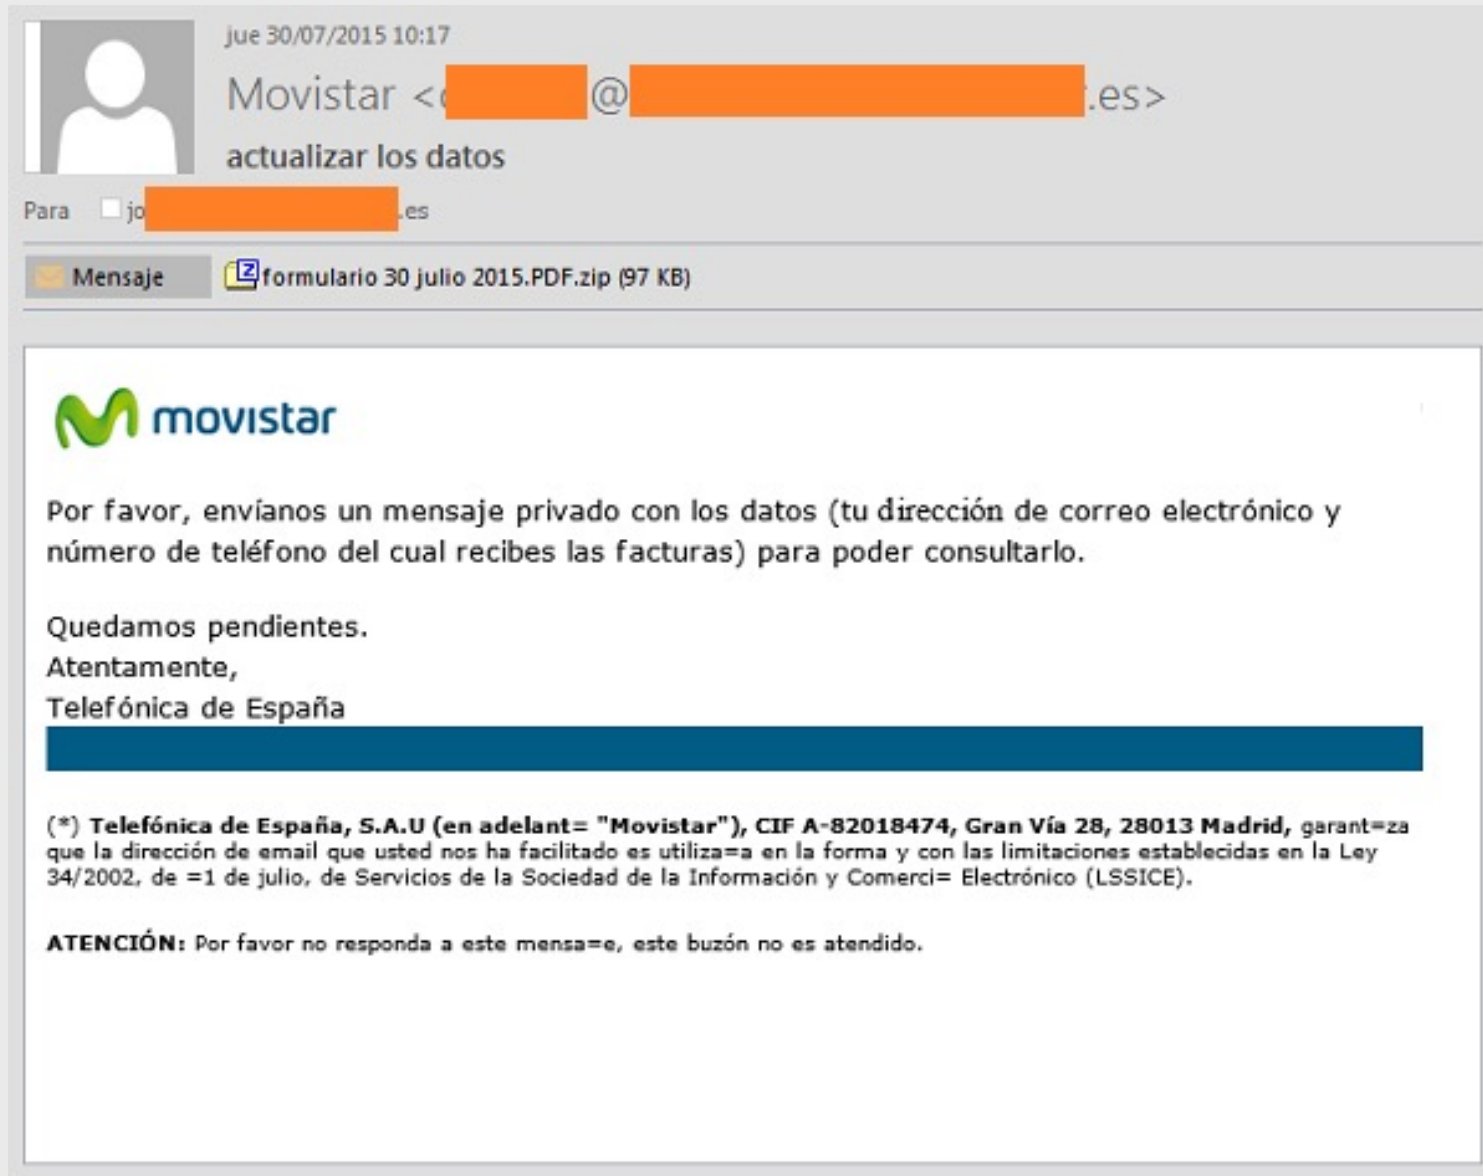 jue 30/07/2015 10:17
Movistar < @ .es>
actualizar los datos
Para jo .es
Mensaje formulario 30 julio 2015.PDF.zip (97 KB)
movistar
Por favor, envíanos un mensaje privado con los datos (tu dirección de correo electrónico y
número de teléfono del cual recibes las facturas) para poder consultarlo.
Quedamos pendientes.
Atentamente,
Telefónica de España
(*) Telefónica de España, S.A.U (en adelant= "Movistar"), CIF A-82018474, Gran Vía 28, 28013 Madrid, garant=za
que la dirección de email que usted nos ha facilitado es utiliza=a en la forma y con las limitaciones establecidas en la Ley
34/2002, de =1 de julio, de Servicios de la Sociedad de la Información y Comerci= Electrónico (LSSICE).
ATENCIÓN: Por favor no responda a este mensa=e, este buzón no es atendido.